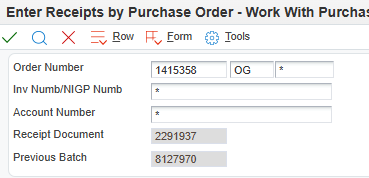 Enter Receipts by Purchase Order - Work With Purchas
Row Form Tools
Order Number 1415358 OG *
Inv Numb/NIGP Numb *
Account Number *
Receipt Document 2291937
Previous Batch 8127970